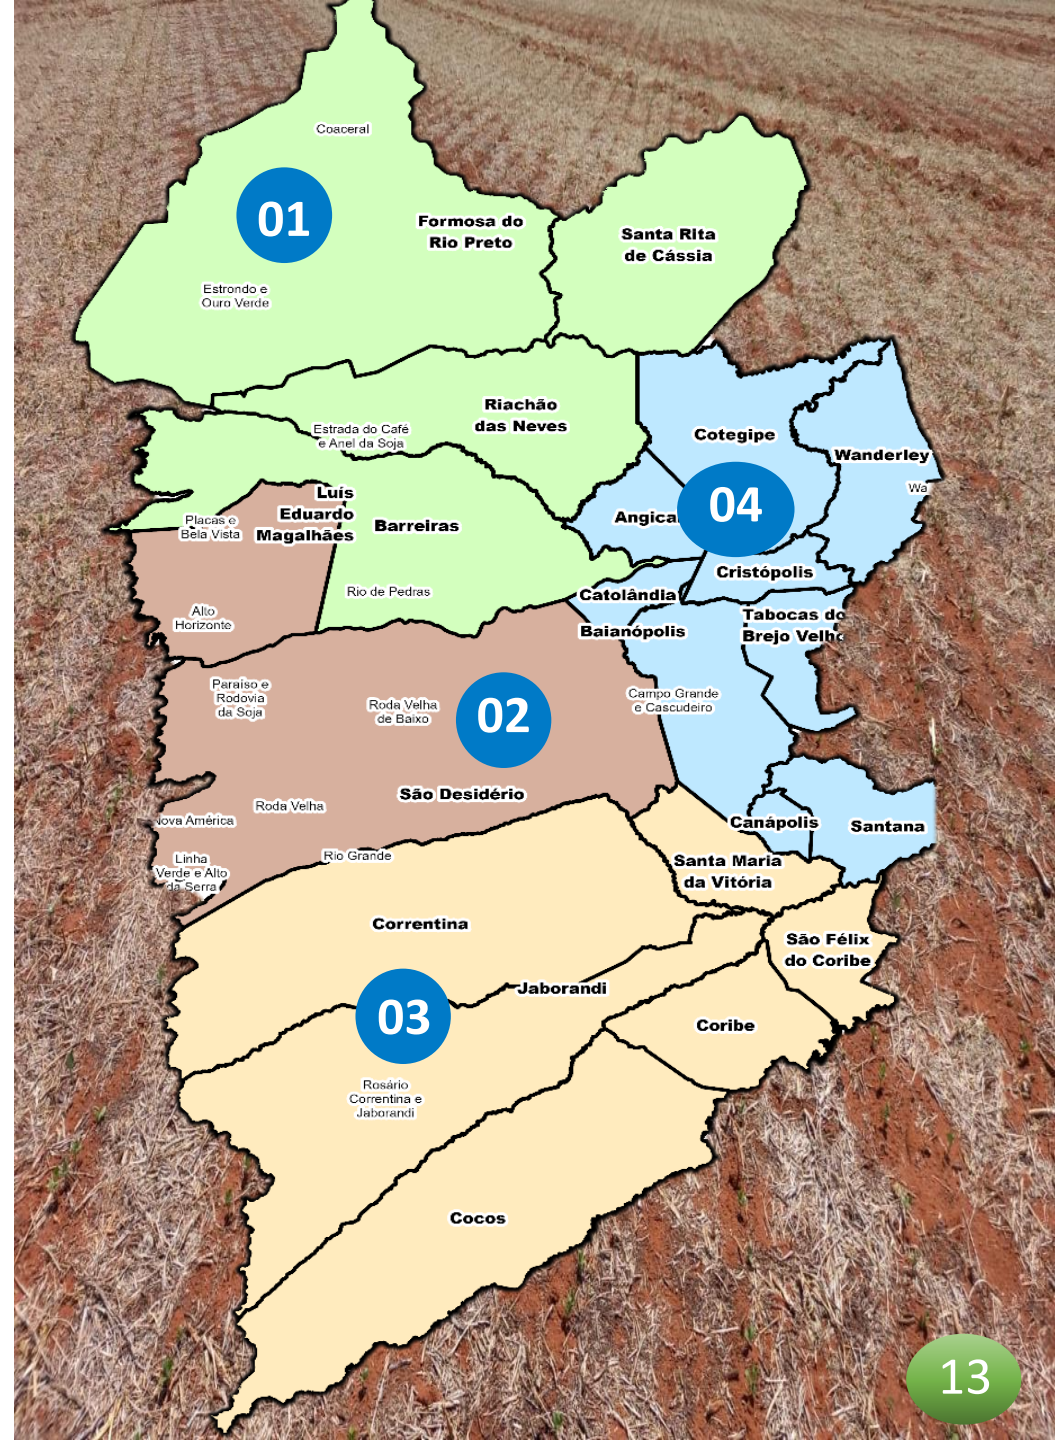 Coaceral
01
Formosa do
Rio Preto
Santa Rita
de Cássia
Estrondo e
Ouro Verde
Riachão
das Neves
Estrada do Café
e Anel da Soja
Cotegipe
Wanderley
Wa
Luís
Eduardo
Magalhães
Placas e
Bela Vista
Barreiras
Angica
04
Cristópolis
Rio de Pedras
Catolândia
Alto
Horizonte
Baianópolis
Tabocas do
Brejo Velho
Paraíso e
Rodovia
da Soja
Roda Velha
de Baixo
02
Campo Grande
e Cascudeiro
São Desidério
Roda Velha
Nova América
Canápolis
Santana
Rio Grande
Linha
Verde e Alto
da Serra
Santa Maria
da Vitória
Correntina
São Félix
do Coribe
Jaborandi
03
Coribe
Rosário
Correntina e
Jaborandi
Cocos
13